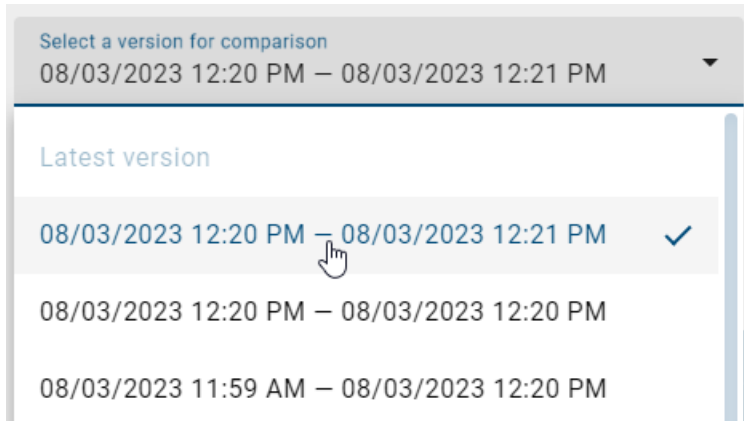 Select a version for comparison
08/03/2023 12:20 PM – 08/03/2023 12:21 PM
Latest version
08/03/2023 12:20 PM – 08/03/2023 12:21 PM
08/03/2023 12:20 PM – 08/03/2023 12:20 PM
08/03/2023 11:59 AM – 08/03/2023 12:20 PM